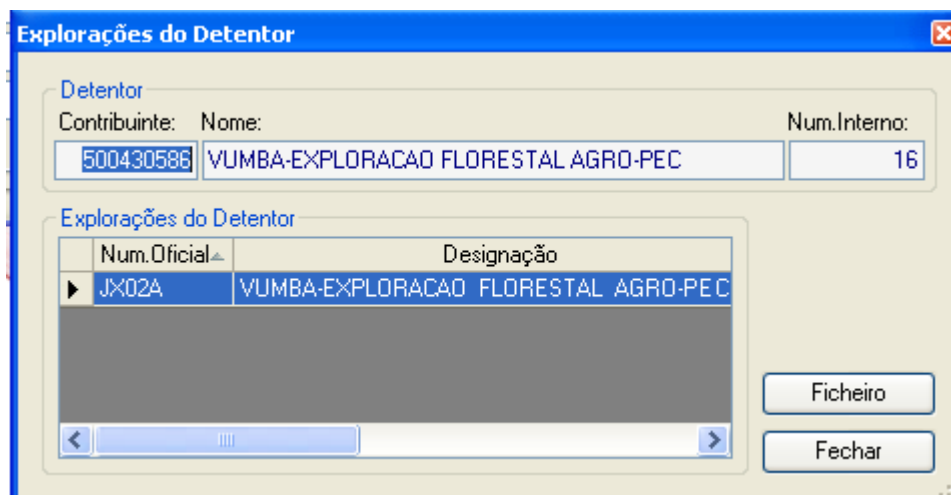 Explorações do Detentor
Detentor
Contribuinte: Nome: Num.Interno:
500430586 VUMBA-EXPLORACAO FLORESTAL AGRO-PEC 16
Explorações do Detentor
Num.Oficial Designação
JX02A VUMBA-EXPLORACAO FLORESTAL AGRO-PEC
Ficheiro
Fechar